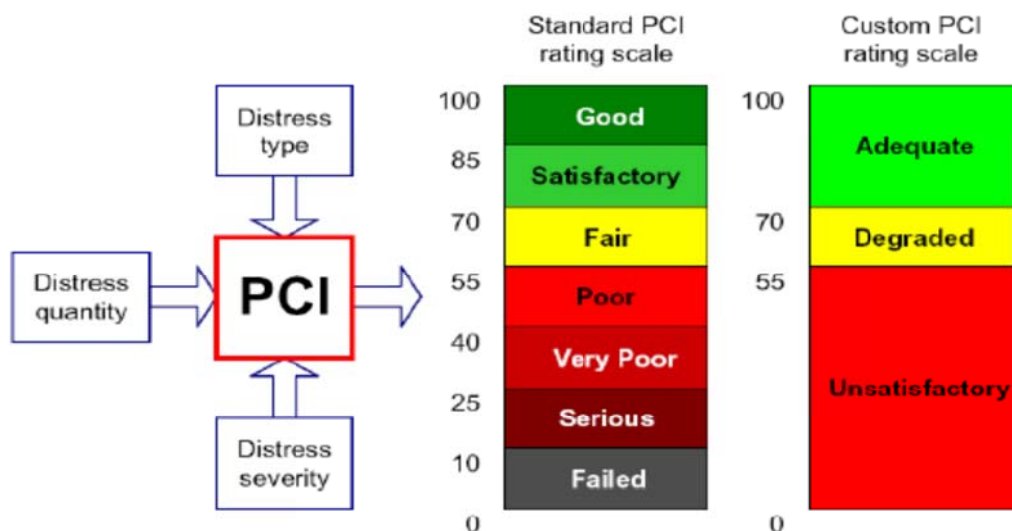 Standard PCI
rating scale
Custom PCI
rating scale
Distress
type
Distress
quantity
PCI
Distress
severity
100
85
70
55
40
25
10
0
Good
Satisfactory
Fair
Poor
Very Poor
Serious
Failed
100
70
55
0
Adequate
Degraded
Unsatisfactory